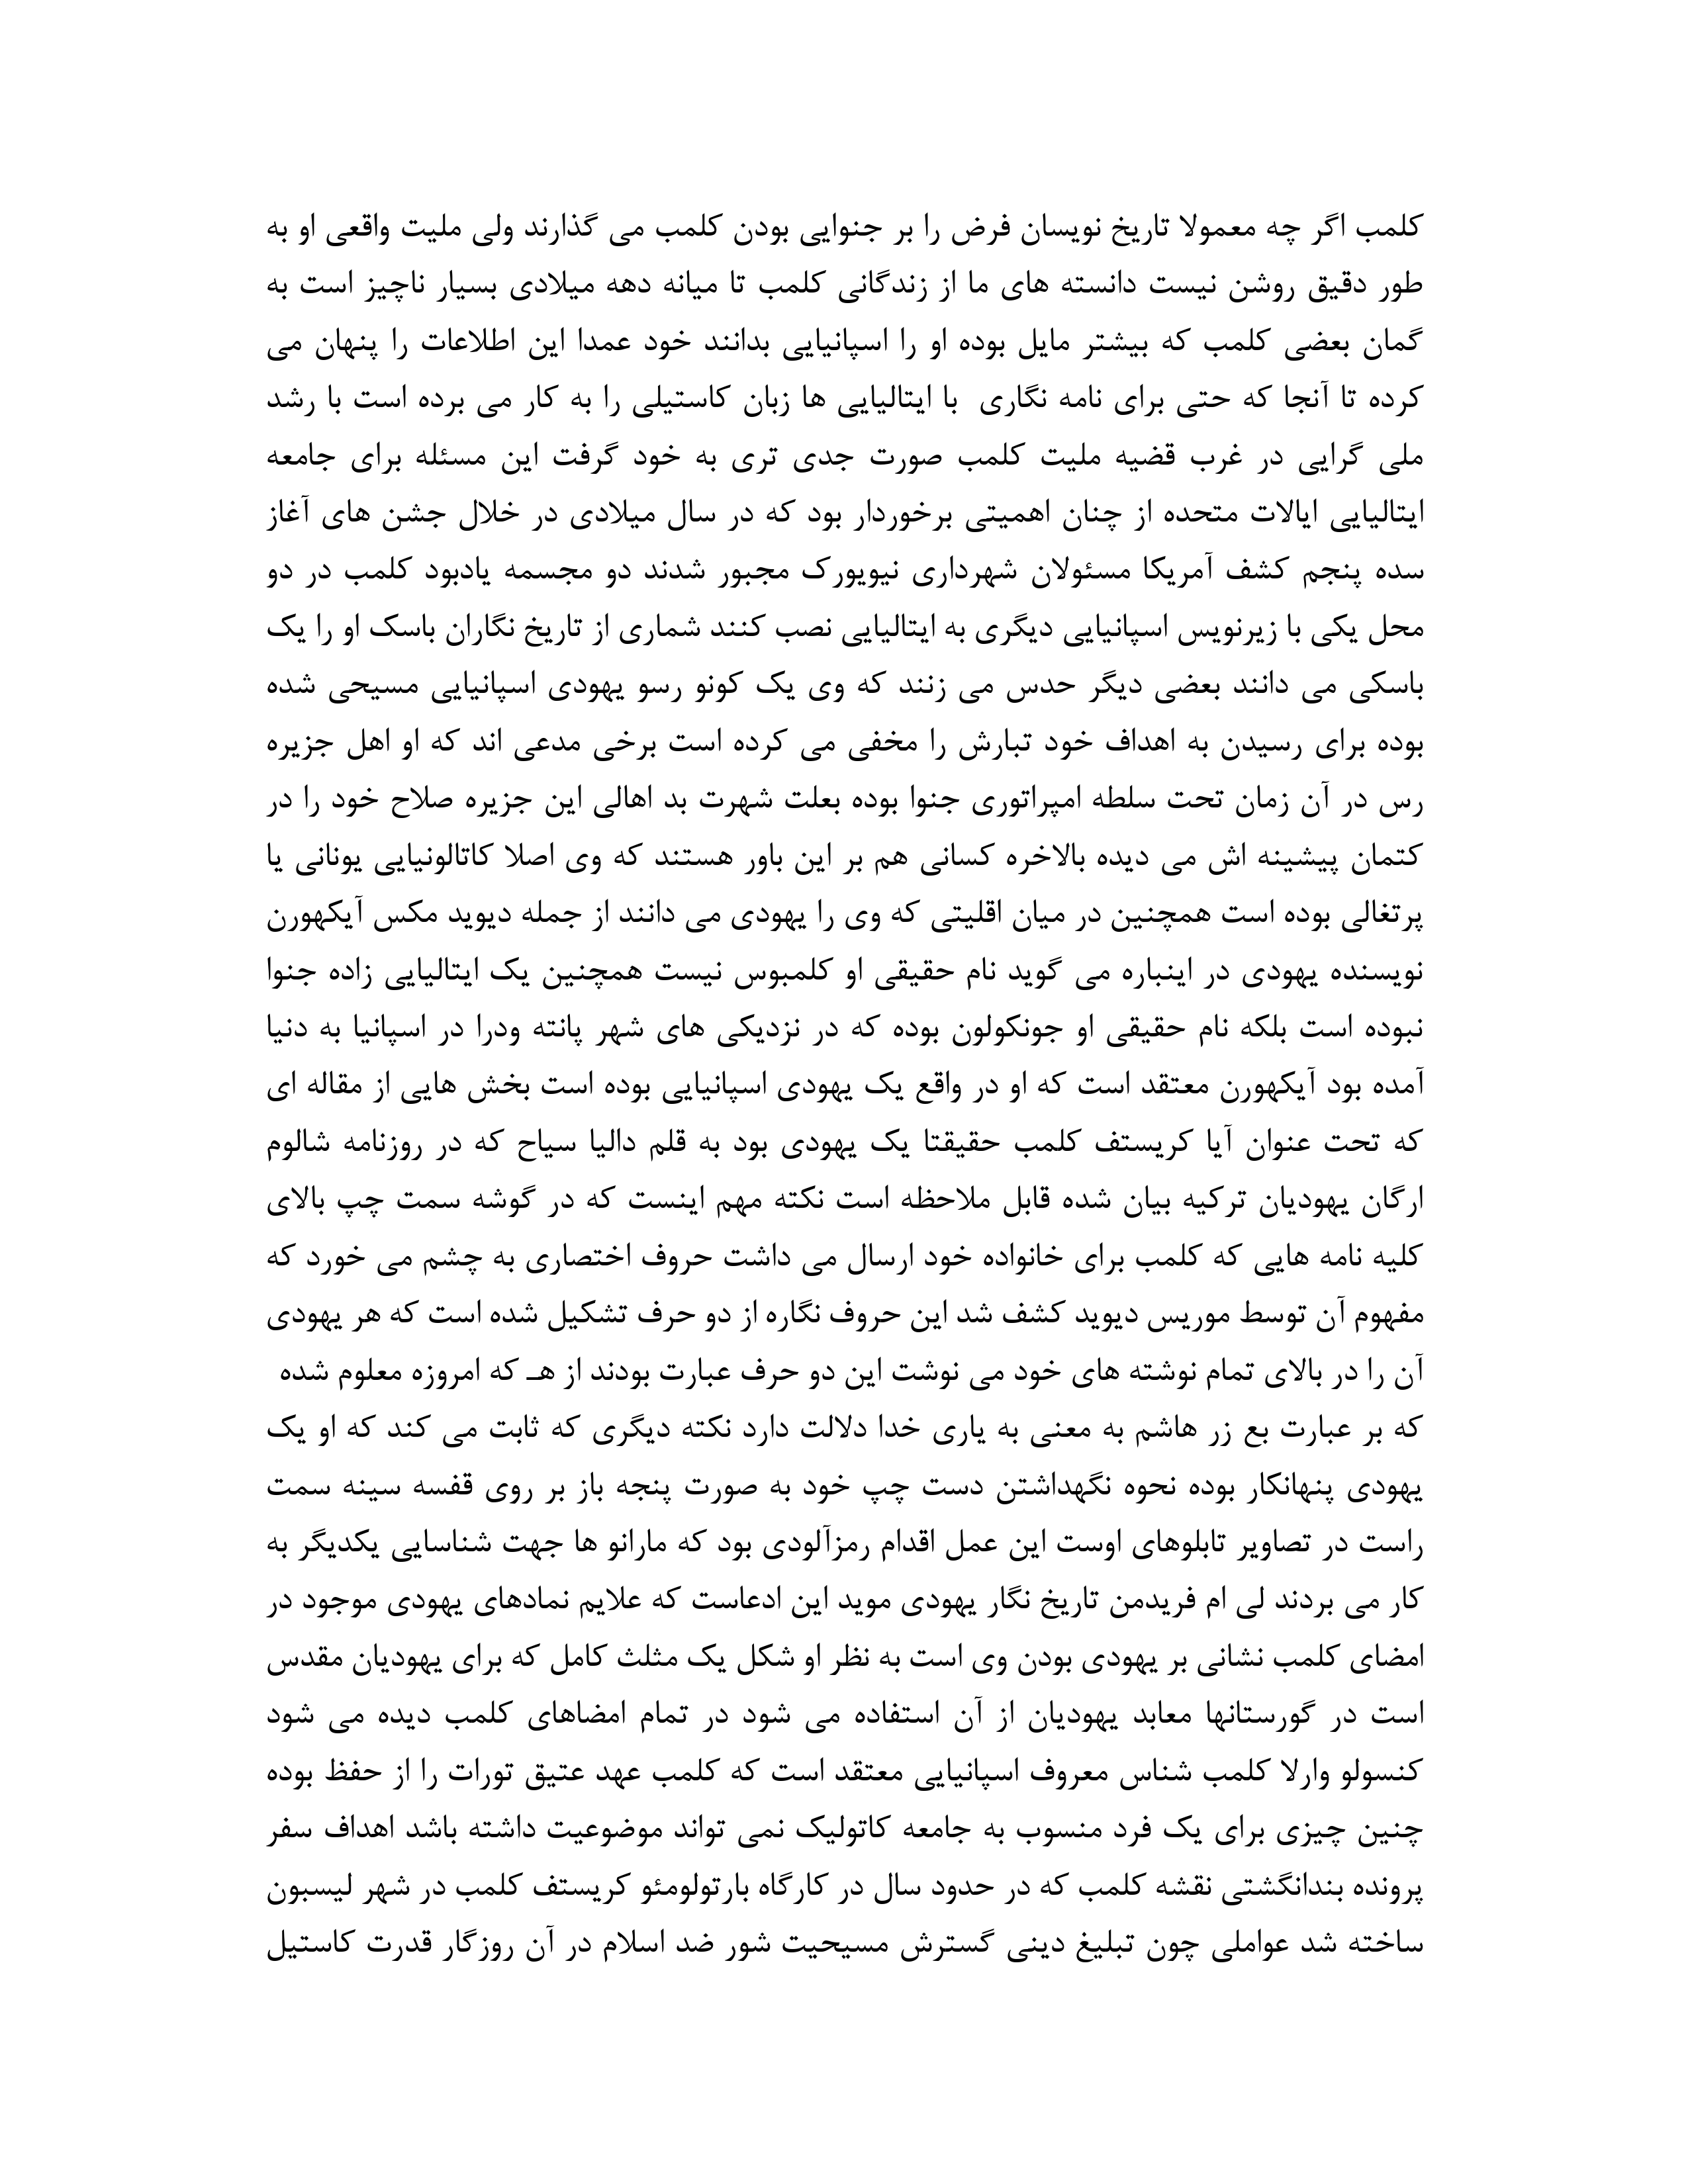 کلمب اگر چه معمولا تاریخ نویسان فرض را بر جنوایی بودن کلمب می گذارند ولی ملیت واقعی او به
طور دقیق روشن نیست دانسته های ما از زندگانی کلمب تا میانه دهه میلادی بسیار ناچیز است به
گمان بعضی کلمب که بیشتر مایل بوده او را اسپانیایی بدانند خود عمدا این اطلاعات را پنهان می
کرده تا آنجا که حتی برای نامه نگاری با ایتالیایی ها زبان کاستیلی را به کار می برده است با رشد
ملی گرایی در غرب قضیه ملیت کلمب صورت جدی تری به خود گرفت این مسئله برای جامعه
ایتالیایی ایالات متحده از چنان اهمیتی برخوردار بود که در سال میلادی در خلال جشن های آغاز
سده پنجم کشف آمریکا مسئولان شهرداری نیویورک مجبور شدند دو مجسمه یادبود کلمب در دو
محل یکی با زیرنویس اسپانیایی دیگری به ایتالیایی نصب کنند شماری از تاریخ نگاران باسک او را یک
باسکی می دانند بعضی دیگر حدس می زنند که وی یک کونو رسو یهودی اسپانیایی مسیحی شده
بوده برای رسیدن به اهداف خود تبارش را مخفی می کرده است برخی مدعی اند که او اهل جزیره
رس در آن زمان تحت سلطه امپراتوری جنوا بوده بعلت شهرت بد اهالی این جزیره صلاح خود را در
کتمان پیشینه اش می دیده بالاخره کسانی هم بر این باور هستند که وی اصلا کاتالونیایی یونانی یا
پرتغالی بوده است همچنین در میان اقلیتی که وی را یهودی می دانند از جمله دیوید مکس آیکهورن
نویسنده یهودی در اینباره می گوید نام حقیقی او کلمبوس نیست همچنین یک ایتالیایی زاده جنوا
نبوده است بلکه نام حقیقی او جونکولون بوده که در نزدیکی های شهر پانته ودرا در اسپانیا به دنیا
آمده بود آیکهورن معتقد است که او در واقع یک یهودی اسپانیایی بوده است بخش هایی از مقاله ای
که تحت عنوان آیا کریستف کلمب حقیقتا یک یهودی بود به قلم دالیا سیاح که در روزنامه شالوم
ارگان یهودیان ترکیه بیان شده قابل ملاحظه است نکته مهم اینست که در گوشه سمت چپ بالای
کلیه نامه هایی که کلمب برای خانواده خود ارسال می داشت حروف اختصاری به چشم می خورد که
مفهوم آن توسط موریس دیوید کشف شد این حروف نگاره از دو حرف تشکیل شده است که هر یهودی
آن را در بالای تمام نوشته های خود می نوشت این دو حرف عبارت بودند از هـ که امروزه معلوم شده
که بر عبارت بع زر هاشم به معنی به یاری خدا دلالت دارد نکته دیگری که ثابت می کند که او یک
یهودی پنهانکار بوده نحوه نگهداشتن دست چپ خود به صورت پنجه باز بر روی قفسه سینه سمت
راست در تصاویر تابلوهای اوست این عمل اقدام رمزآلودی بود که مارانو ها جهت شناسایی یکدیگر به
کار می بردند لی ام فریدمن تاریخ نگار یهودی موید این ادعاست که علایم نمادهای یهودی موجود در
امضای کلمب نشانی بر یهودی بودن وی است به نظر او شکل یک مثلث کامل که برای یهودیان مقدس
است در گورستانها معابد یهودیان از آن استفاده می شود در تمام امضاهای کلمب دیده می شود
کنسولو وارلا کلمب شناس معروف اسپانیایی معتقد است که کلمب عهد عتیق تورات را از حفظ بوده
چنین چیزی برای یک فرد منسوب به جامعه کاتولیک نمی تواند موضوعیت داشته باشد اهداف سفر
پرونده بندانگشتی نقشه کلمب که در حدود سال در کارگاه بارتولومئو کریستف کلمب در شهر لیسبون
ساخته شد عواملی چون تبلیغ دینی گسترش مسیحیت شور ضد اسلام در آن روزگار قدرت کاستیل